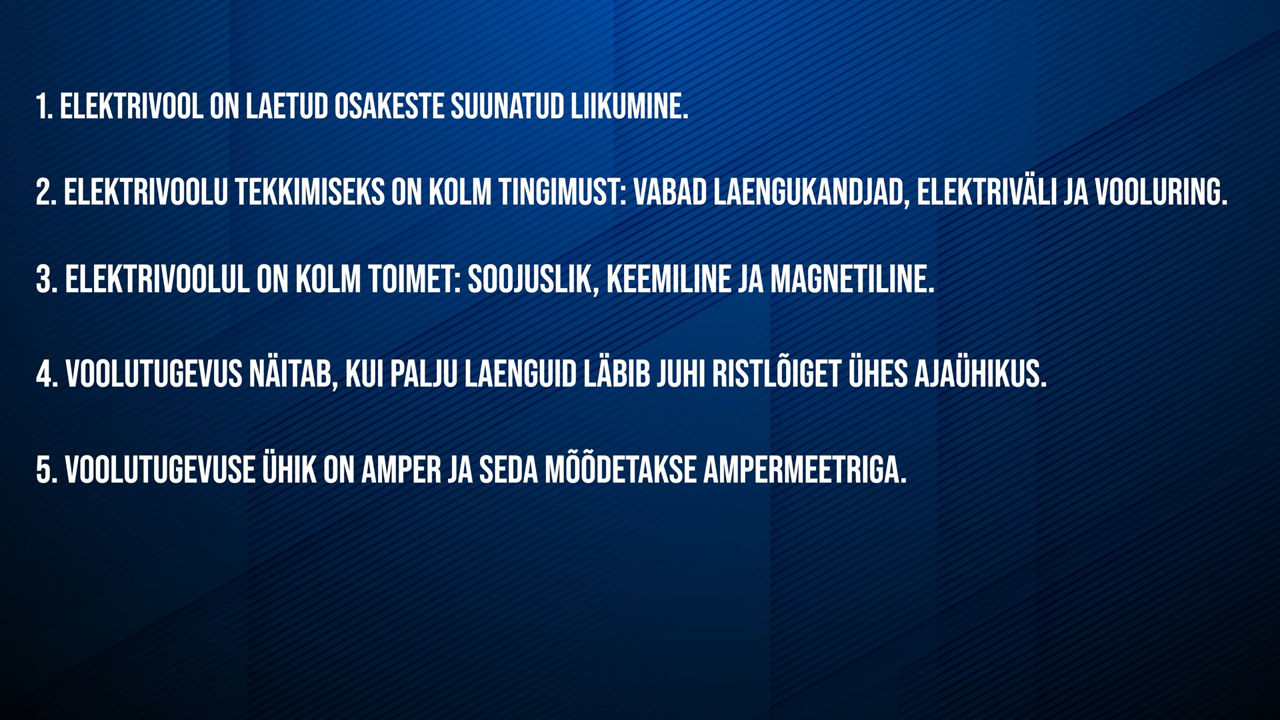 1. ELEKTRIVOOL ON LAETUD OSAKESTE SUUNATUD LIIKUMINE.
2. ELEKTRIVOOLU TEKKIMISEKS ON KOLM TINGIMUST: VABAD LAENGUKANDJAD, ELEKTRIVÄLI JA VOOLURING.
3. ELEKTRIVOOLUL ON KOLM TOIMET: SOOJUSLIK, KEEMILINE JA MAGNETILINE.
4. VOOLUTUGEVUS NÄITAB, KUI PALJU LAENGUID LÄBIB JUHI RISTLÕIGET ÜHES AJAÜHIKUS.
5. VOOLUTUGEVUSE ÜHIK ON AMPER JA SEDA MÕÕDETAKSE AMPERMEETRIGA.